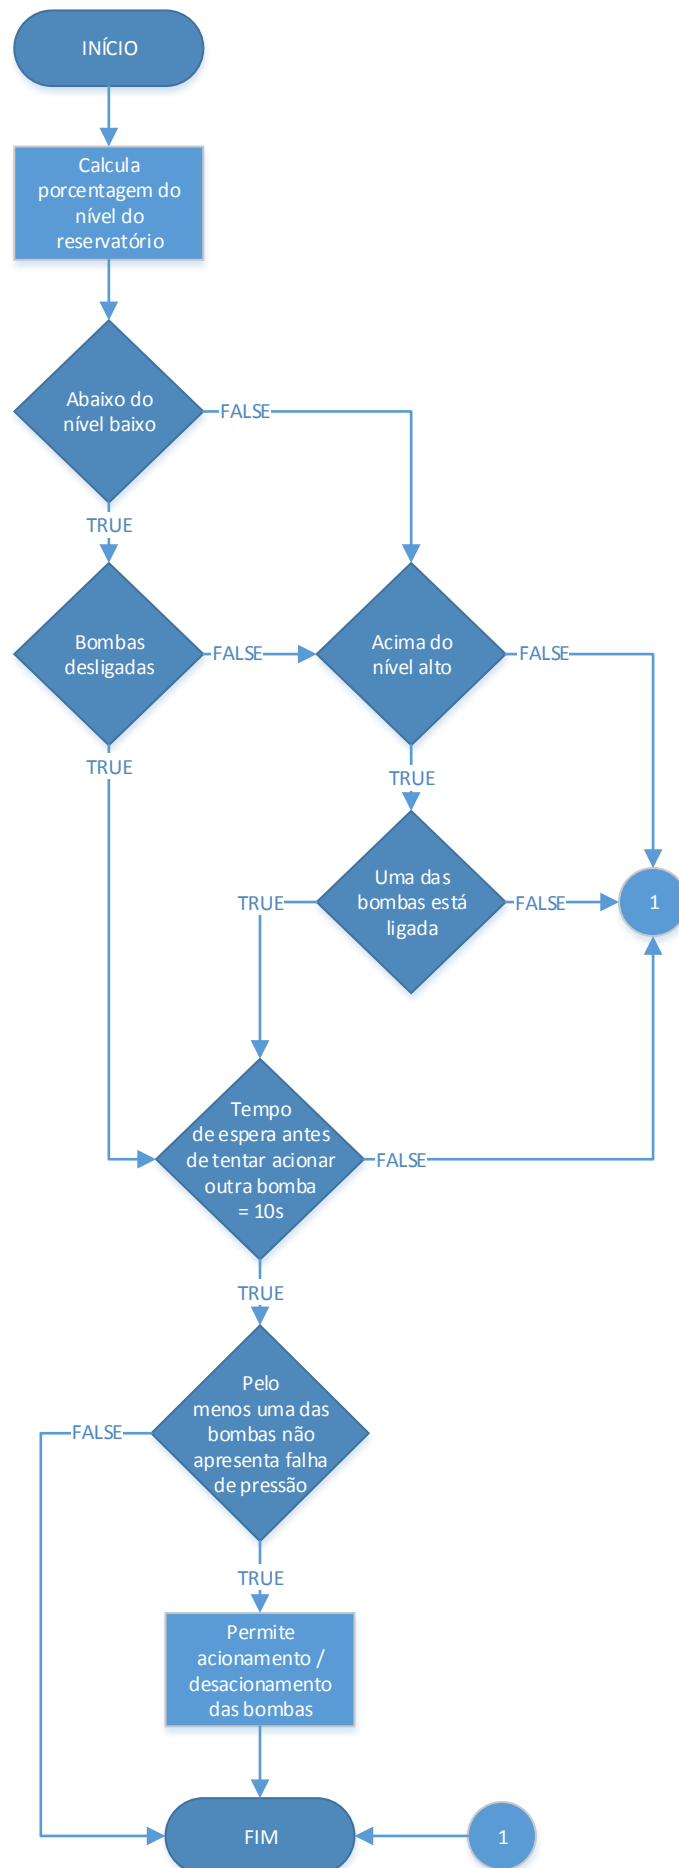 INÍCIO
Calcula
porcentagem do
nível do
reservatório
Abaixo do
nível baixo
FALSE
TRUE
Bombas
desligadas
FALSE
Acima do
nível alto
FALSE
TRUE
TRUE
Uma das
bombas está
ligada
TRUE
FALSE
1
Tempo
de espera antes
de tentar acionar
outra bomba
= 10s
FALSE
TRUE
Pelo
menos uma das
bombas não
apresenta falha
de pressão
FALSE
TRUE
Permite
acionamento /
desacionamento
das bombas
FIM
1